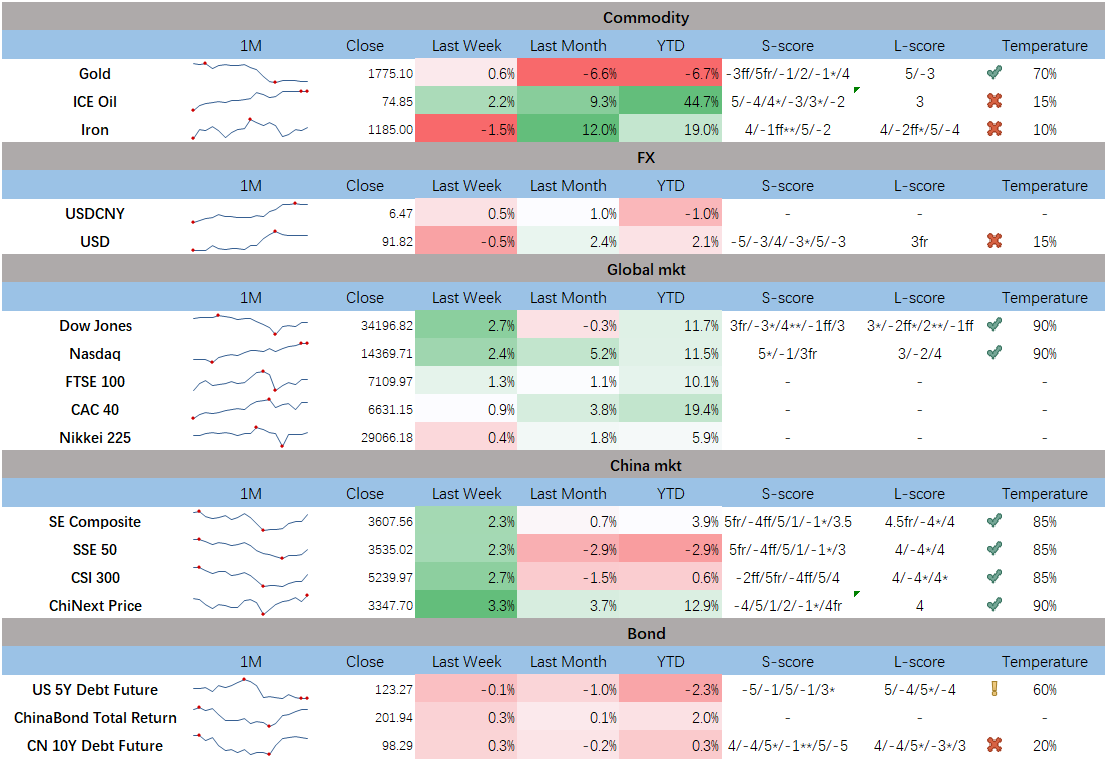 Commodity
1M Close Last Week Last Month YTD S-score L-score Temperature
Gold 1775.10 0.6% -6.6% -6.7% -3ff/5fr/-1/2/-1*/4 5/-3 70%
ICE Oil 74.85 2.2% 9.3% 44.7% 5/-4/4*/-3/3*/-2 3 15%
Iron 1185.00 -1.5% 12.0% 19.0% 4/-1ff**/5/-2 4/-2ff*/5/-4 10%
FX
1M Close Last Week Last Month YTD S-score L-score Temperature
USDCNY 6.47 0.5% 1.0% -1.0% - - -
USD 91.82 -0.5% 2.4% 2.1% -5/-3/4/-3*/5/-3 3fr 15%
Global mkt
1M Close Last Week Last Month YTD S-score L-score Temperature
Dow Jones 34196.82 2.7% -0.3% 11.7% 3fr/-3*/4**/-1ff/3 3*/-2ff*/2**/-1ff 90%
Nasdaq 14369.71 2.4% 5.2% 11.5% 5*/-1/3fr 3/-2/4 90%
FTSE 100 7109.97 1.3% 1.1% 10.1% - - -
CAC 40 6631.15 0.9% 3.8% 19.4% - - -
Nikkei 225 29066.18 0.4% 1.8% 5.9% - - -
China mkt
1M Close Last Week Last Month YTD S-score L-score Temperature
SE Composite 3607.56 2.3% 0.7% 3.9% 5fr/-4ff/5/1/-1*/3.5 4.5fr/-4*/4 85%
SSE 50 3535.02 2.3% -2.9% -2.9% 5fr/-4ff/5/1/-1*/3 4/-4*/4 85%
CSI 300 5239.97 2.7% -1.5% 0.6% -2ff/5fr/-4ff/5/4 4/-4*/4* 85%
ChiNext Price 3347.70 3.3% 3.7% 12.9% -4/5/1/2/-1*/4fr 4 90%
Bond
1M Close Last Week Last Month YTD S-score L-score Temperature
US 5Y Debt Future 123.27 -0.1% -1.0% -2.3% -5/-1/5/-1/3* 5/-4/5*/-4 60%
ChinaBond Total Return 201.94 0.3% 0.1% 2.0% - - -
CN 10Y Debt Future 98.29 0.3% -0.2% 0.3% 4/-4/5*/-1**/5/-5 4/-4/5*/-3*/3 20%